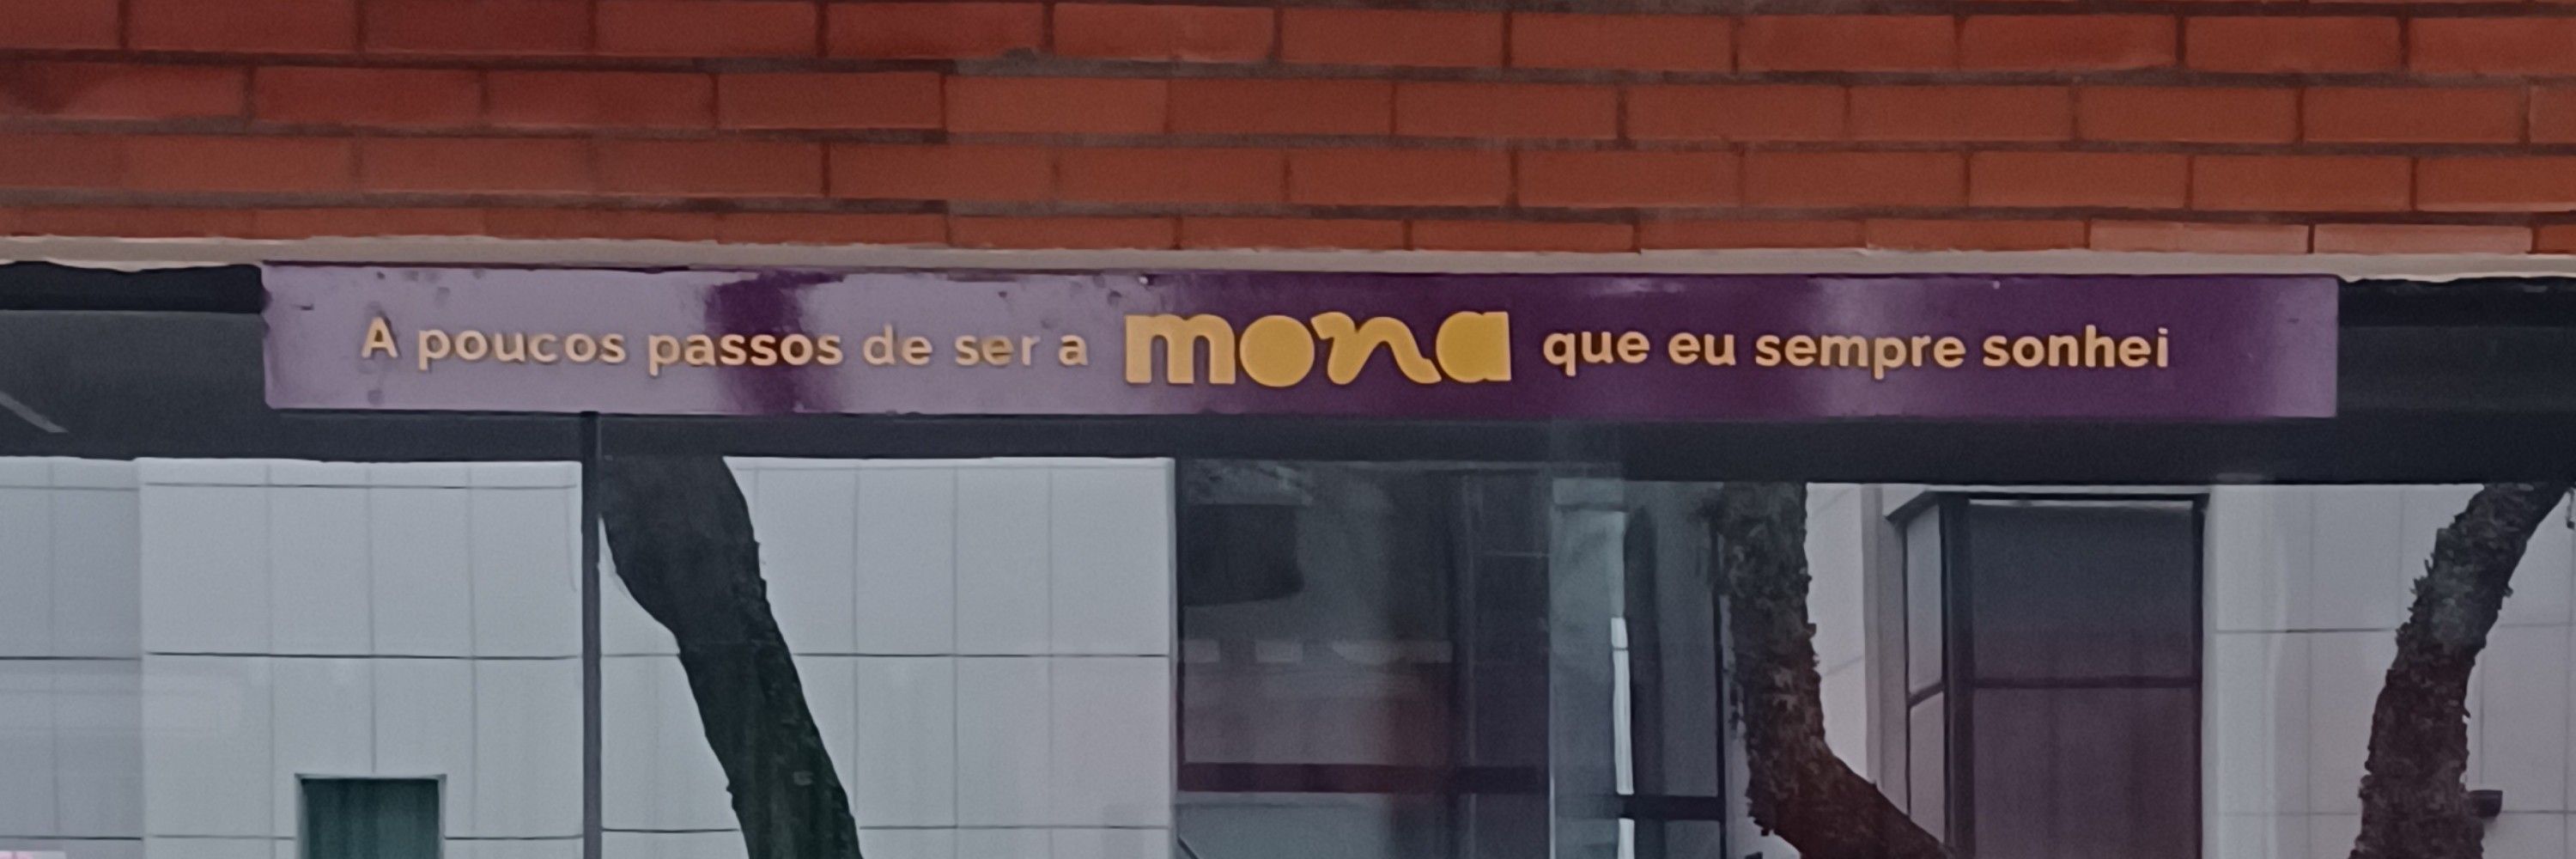 A poucos passos de ser a mona que eu sempre sonhei